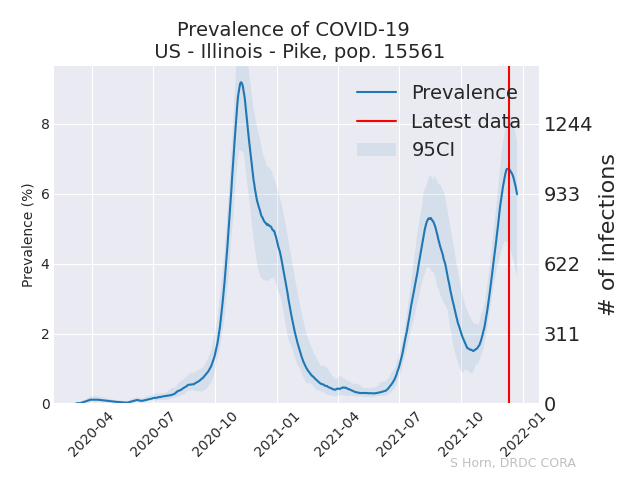 Prevalence of COVID-19
US - Illinois - Pike, pop. 15561
Prevalence
Latest data
95CI
Prevalence (%)
8
6
4
2
0
1244
933
622
311
0
# of infections
2020-04
2020-07
2020-10
2021-01
2021-04
2021-07
2021-10
2022-01
S Horn, DRDC CORA